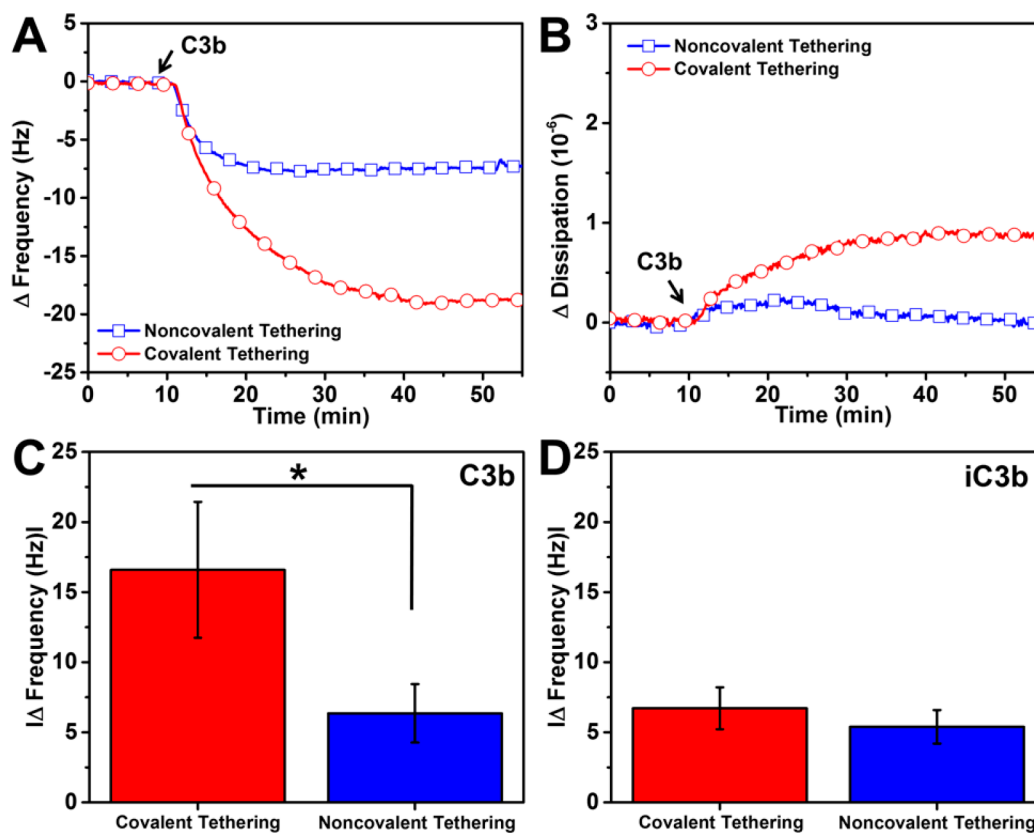 A
C3b
Δ Frequency (Hz)
5
0
-5
-10
-15
-20
-25
Noncovalent Tethering
Covalent Tethering
0 10 20 30 40 50
Time (min)
B
Noncovalent Tethering
Covalent Tethering
C3b
Δ Dissipation (10⁻⁶)
3
2
1
0
0 10 20 30 40 50
Time (min)
C
C3b
*
IΔ Frequency (Hz)I
25
20
15
10
5
0
Covalent Tethering Noncovalent Tethering
D
iC3b
IΔ Frequency (Hz)I
25
20
15
10
5
0
Covalent Tethering Noncovalent Tethering